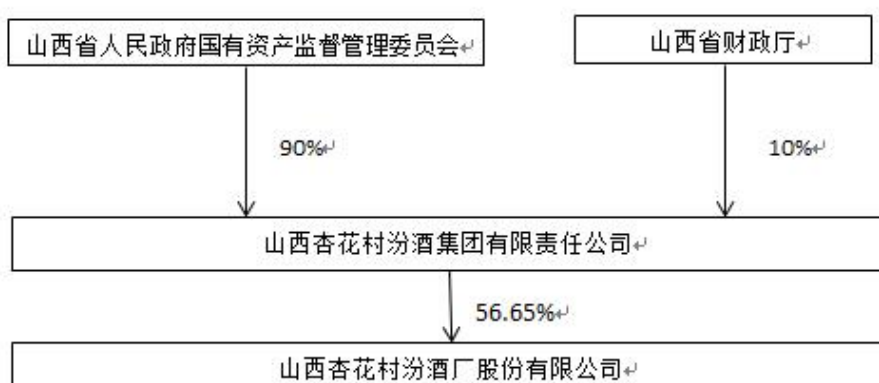 山西省人民政府国有资产监督管理委员会
山西省财政厅
90%
10%
山西杏花村汾酒集团有限责任公司
56.65%
山西杏花村汾酒厂股份有限公司